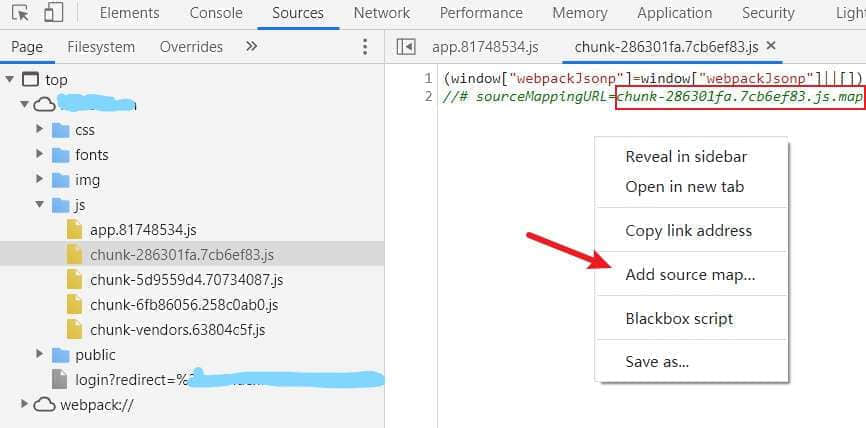 Elements Console Sources Network Performance Memory Application Security Ligh
Page Filesystem Overrides »
app.81748534.js chunk-286301fa.7cb6ef83.js ×
top
css
fonts
img
js
app.81748534.js
chunk-286301fa.7cb6ef83.js
chunk-5d9559d4.70734087.js
chunk-6fb86056.258c0ab0.js
chunk-vendors.63804c5f.js
public
login?redirect=%
webpack://
1 (window["webpackJsonp"]=window["webpackJsonp"]||[])
2 //# sourceMappingURL=chunk-286301fa.7cb6ef83.js.map
Reveal in sidebar
Open in new tab
Copy link address
Add source map...
Blackbox script
Save as...